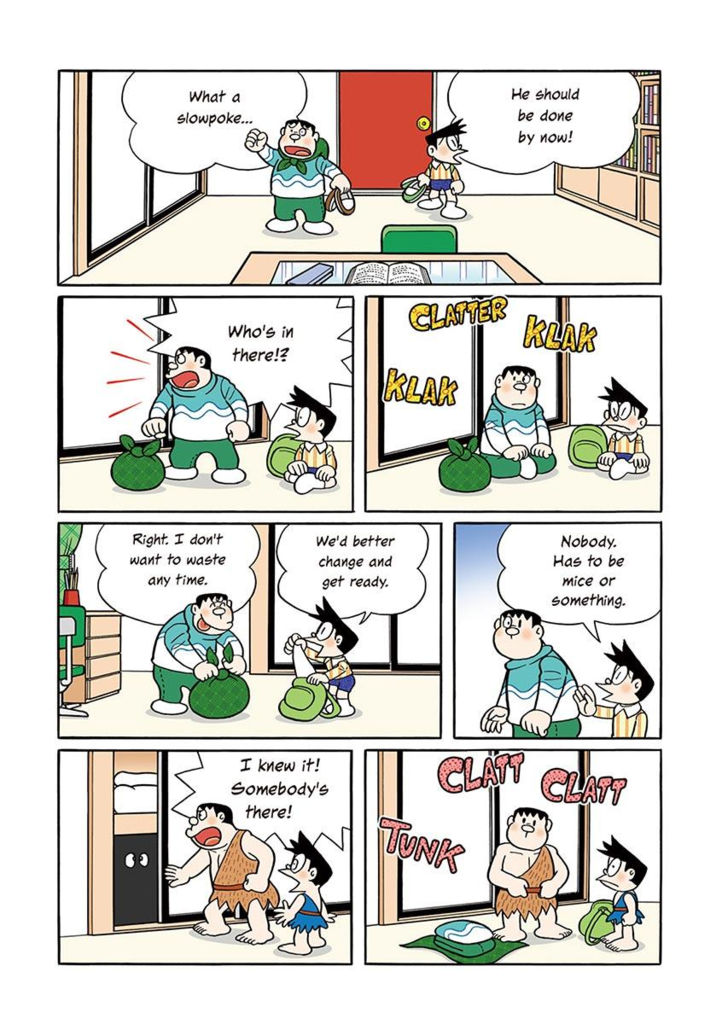 He should
be done
by now!
What a
slowpoke...
KLAK
CLATTER
KLAK
Who's in
there!?
Nobody.
Has to be
mice or
something.
We'd better
change and
get ready.
Right. I don't
want to waste
any time.
CLATT
CLATT
TUNK
I knew it!
Somebody's
there!